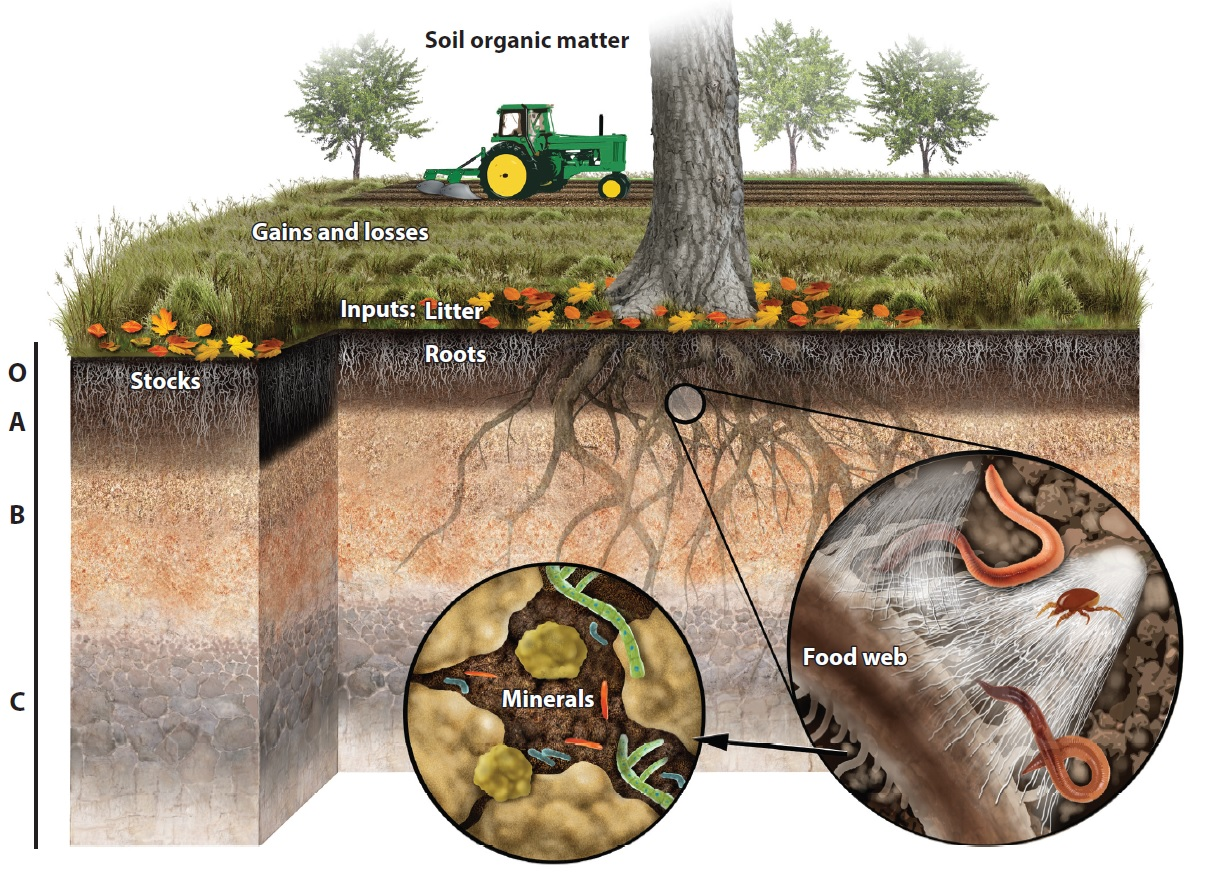 Soil organic matter
Gains and losses
Inputs: Litter
Roots
Stocks
O
A
B
C
Food web
Minerals